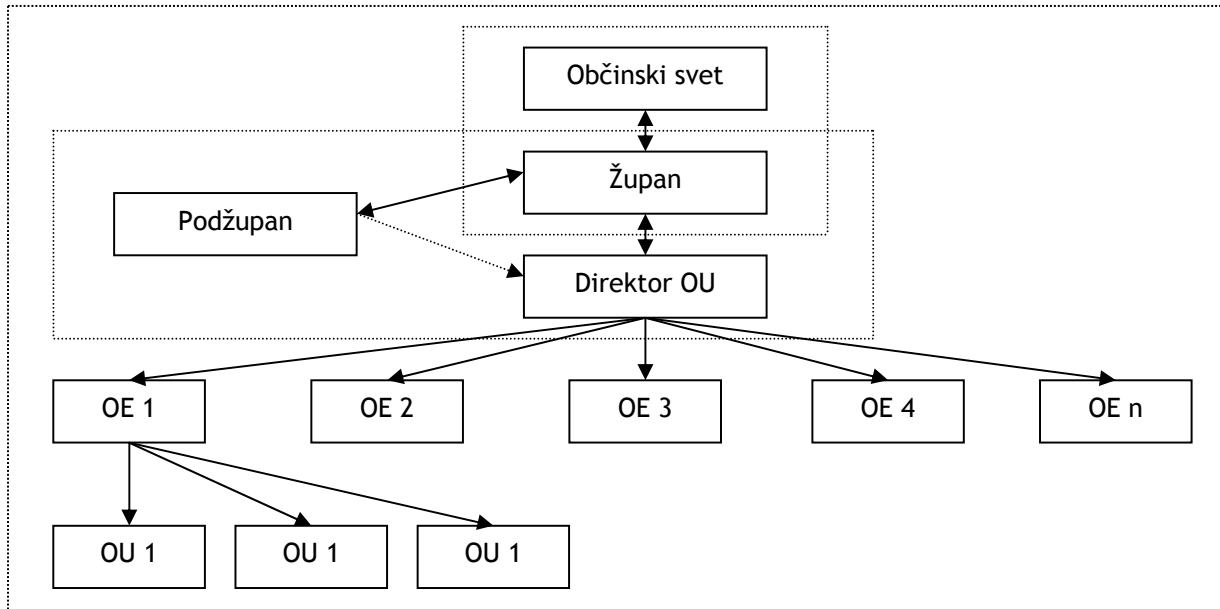 Občinski svet
Župan
Podžupan
Direktor OU
OE 1
OE 2
OE 3
OE 4
OE n
OU 1
OU 1
OU 1